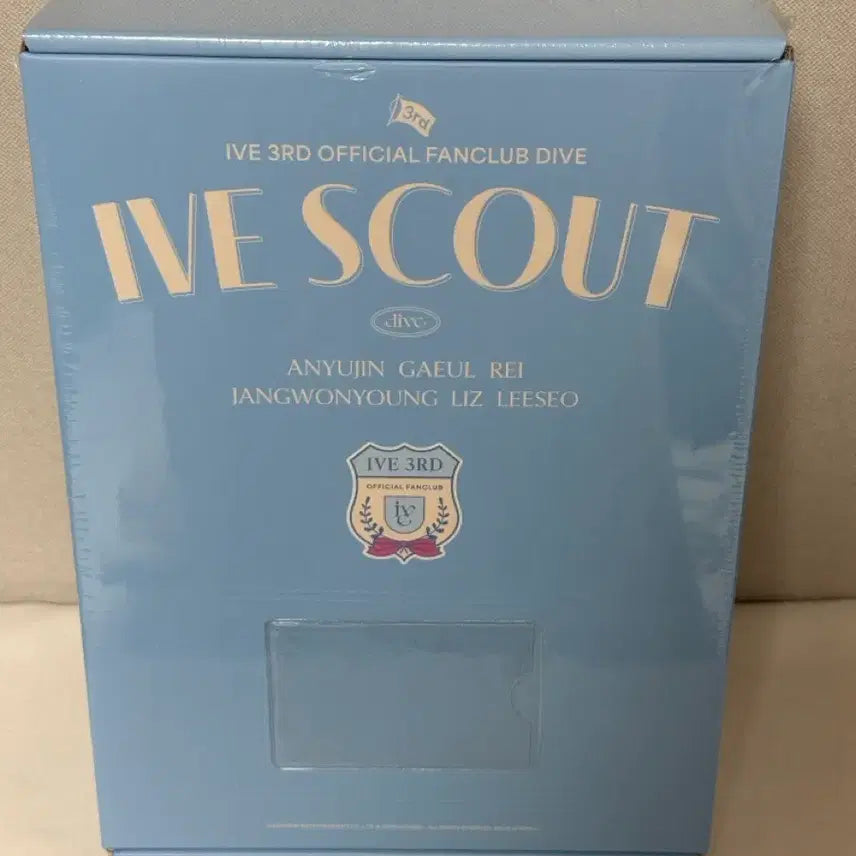 3rd
IVE 3RD OFFICIAL FANCLUB DIVE
IVE SCOUT
dive
ANYUJIN GAEUL REI
JANGWONYOUNG LIZ LEESEO
IVE 3RD
OFFICIAL FANCLUB
ive